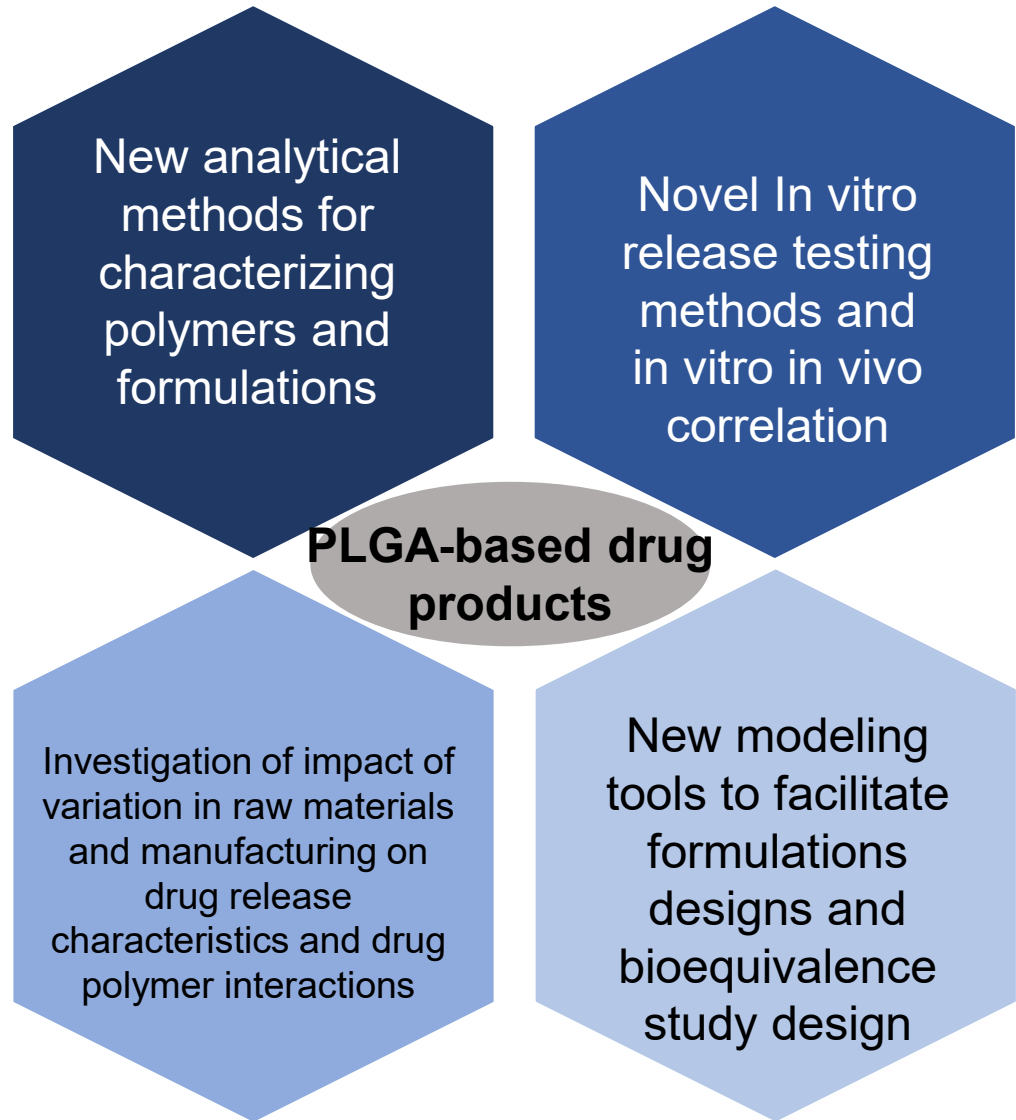 New analytical
methods for
characterizing
polymers and
formulations
Novel In vitro
release testing
methods and
in vitro in vivo
correlation
PLGA-based drug
products
Investigation of impact of
variation in raw materials
and manufacturing on
drug release
characteristics and drug
polymer interactions
New modeling
tools to facilitate
formulations
designs and
bioequivalence
study design